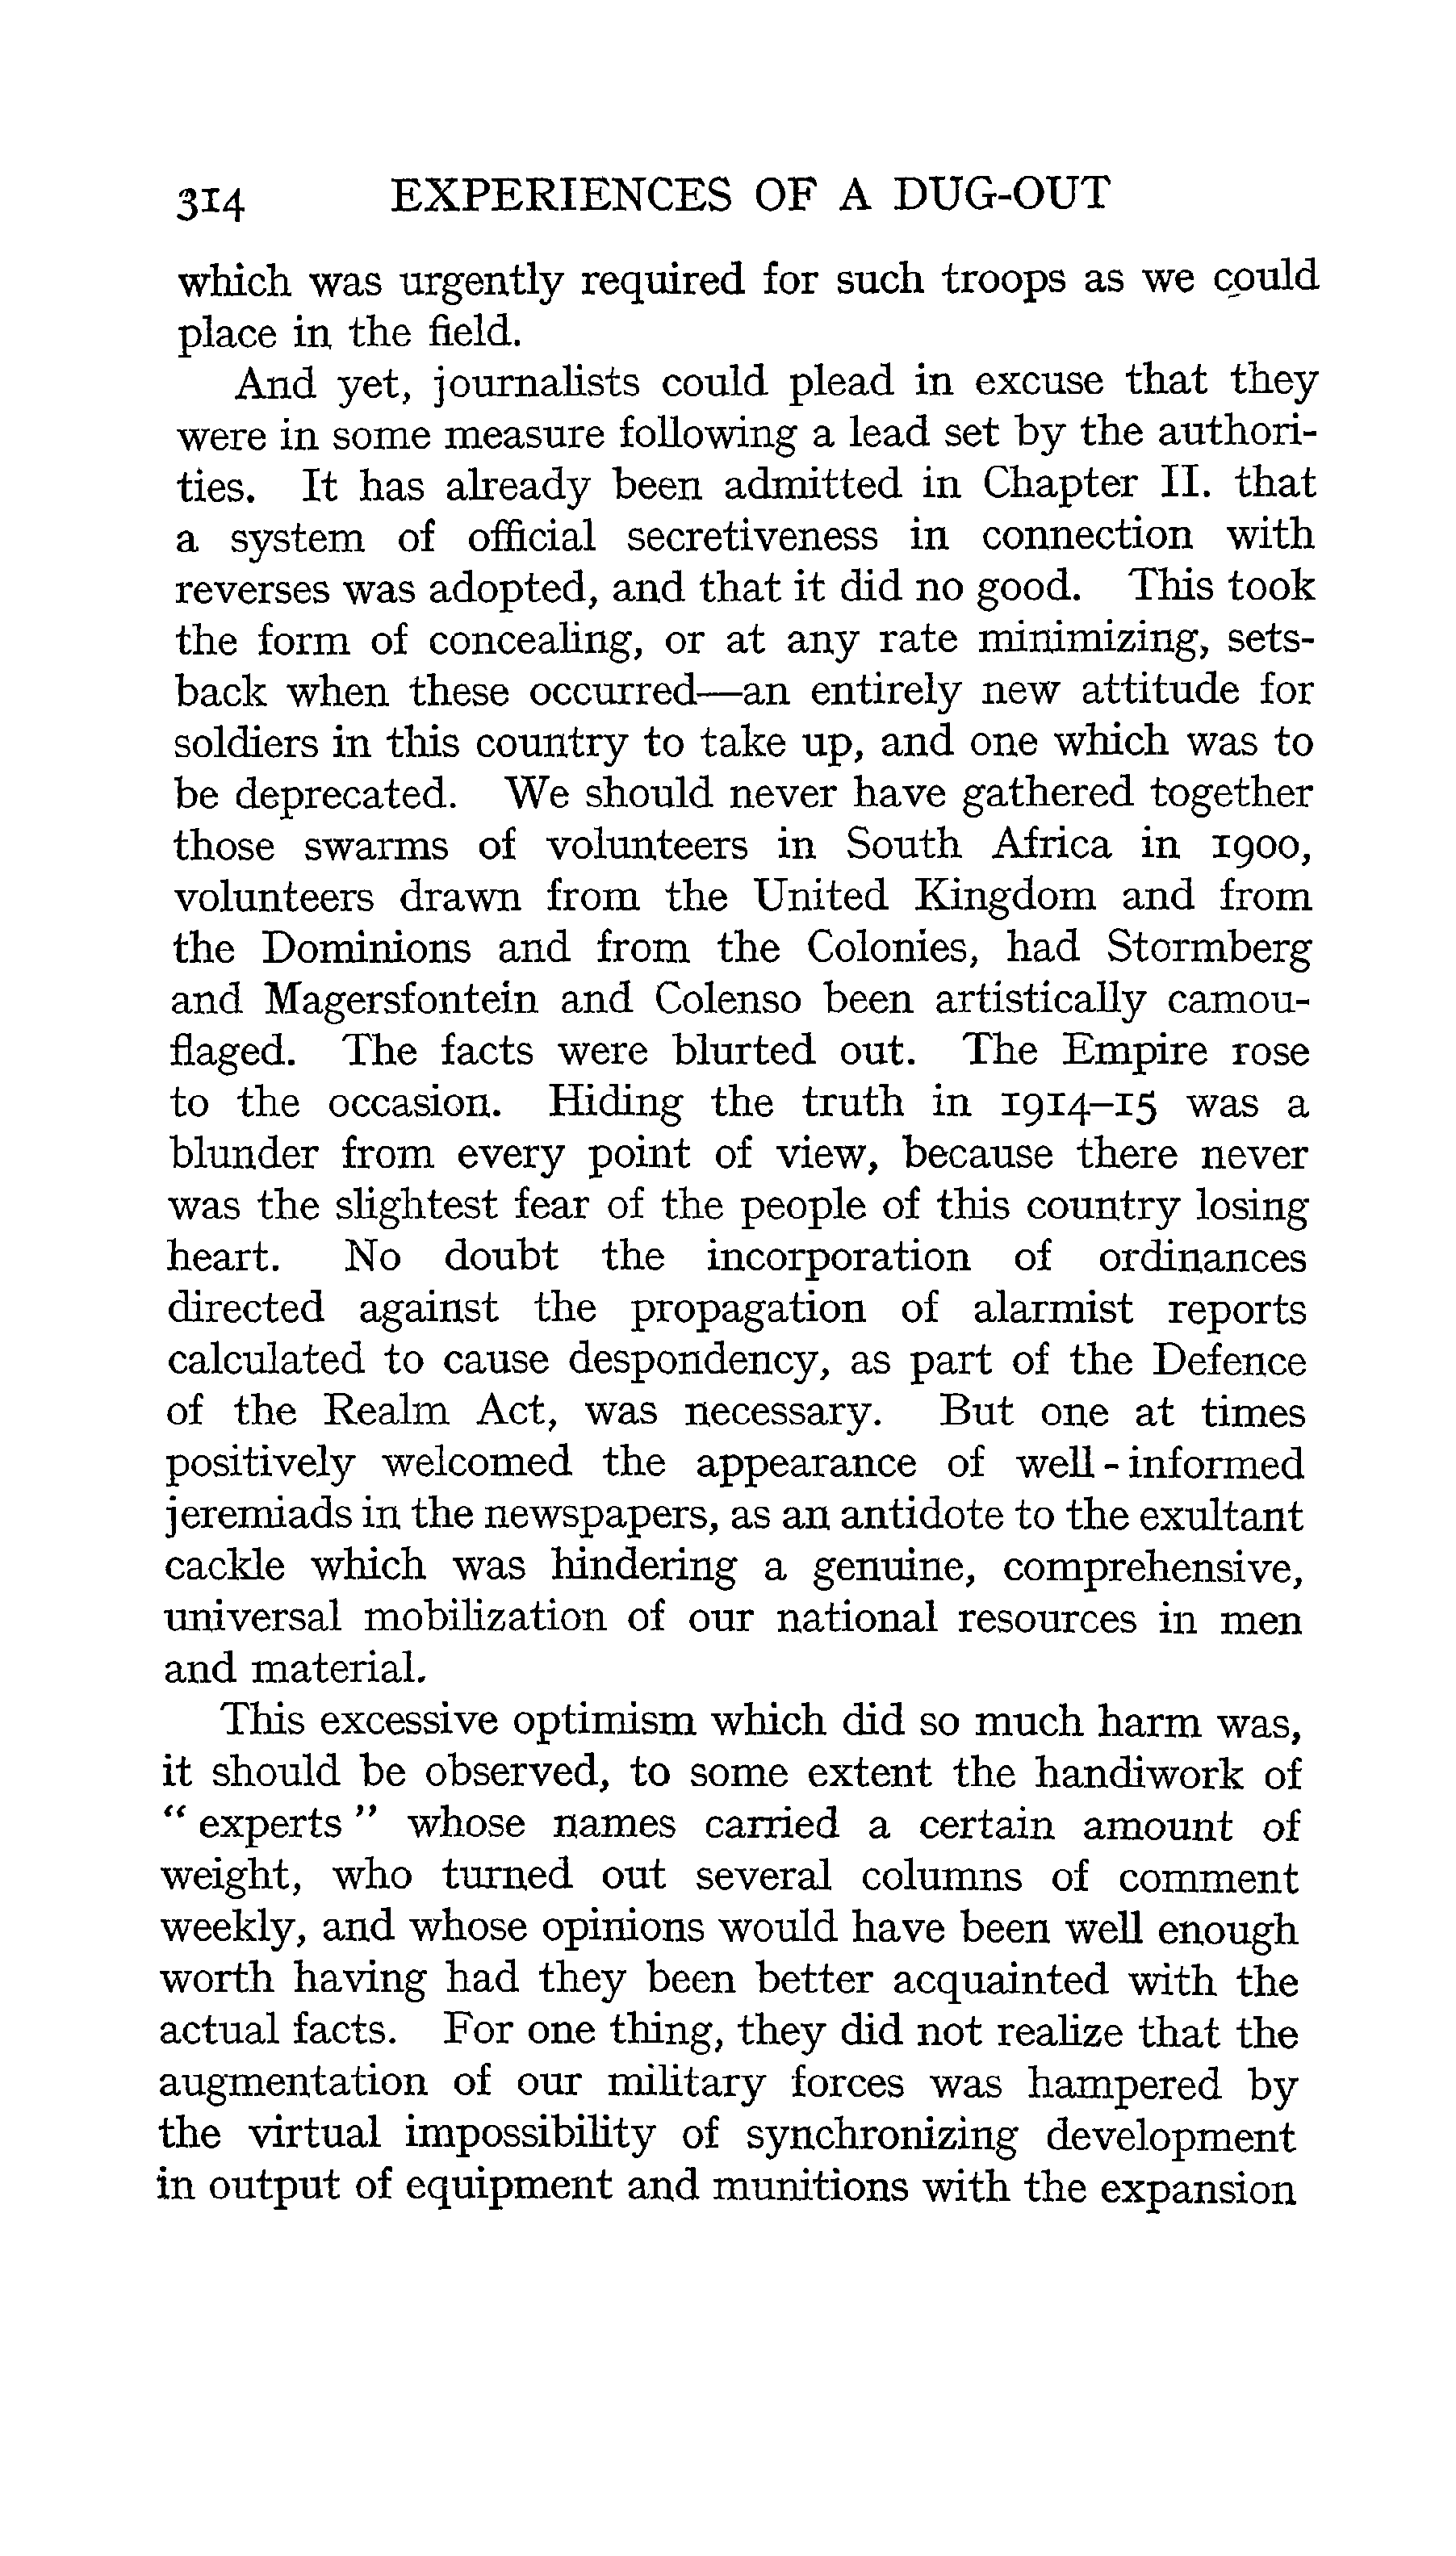 314 EXPERIENCES OF A DUG-OUT
which was urgently required for such troops as we could
place in the field.
And yet, journalists could plead in excuse that they
were in some measure following a lead set by the authori-
ties. It has already been admitted in Chapter II. that
a system of official secretiveness in connection with
reverses was adopted, and that it did no good. This took
the form of concealing, or at any rate minimizing, sets-
back when these occurred—an entirely new attitude for
soldiers in this country to take up, and one which was to
be deprecated. We should never have gathered together
those swarms of volunteers in South Africa in 1900,
volunteers drawn from the United Kingdom and from
the Dominions and from the Colonies, had Stormberg
and Magersfontein and Colenso been artistically camou-
flaged. The facts were blurted out. The Empire rose
to the occasion. Hiding the truth in 1914–15 was a
blunder from every point of view, because there never
was the slightest fear of the people of this country losing
heart. No doubt the incorporation of ordinances
directed against the propagation of alarmist reports
calculated to cause despondency, as part of the Defence
of the Realm Act, was necessary. But one at times
positively welcomed the appearance of well-informed
jeremiads in the newspapers, as an antidote to the exultant
cackle which was hindering a genuine, comprehensive,
universal mobilization of our national resources in men
and material.
This excessive optimism which did so much harm was,
it should be observed, to some extent the handiwork of
“experts” whose names carried a certain amount of
weight, who turned out several columns of comment
weekly, and whose opinions would have been well enough
worth having had they been better acquainted with the
actual facts. For one thing, they did not realize that the
augmentation of our military forces was hampered by
the virtual impossibility of synchronizing development
in output of equipment and munitions with the expansion